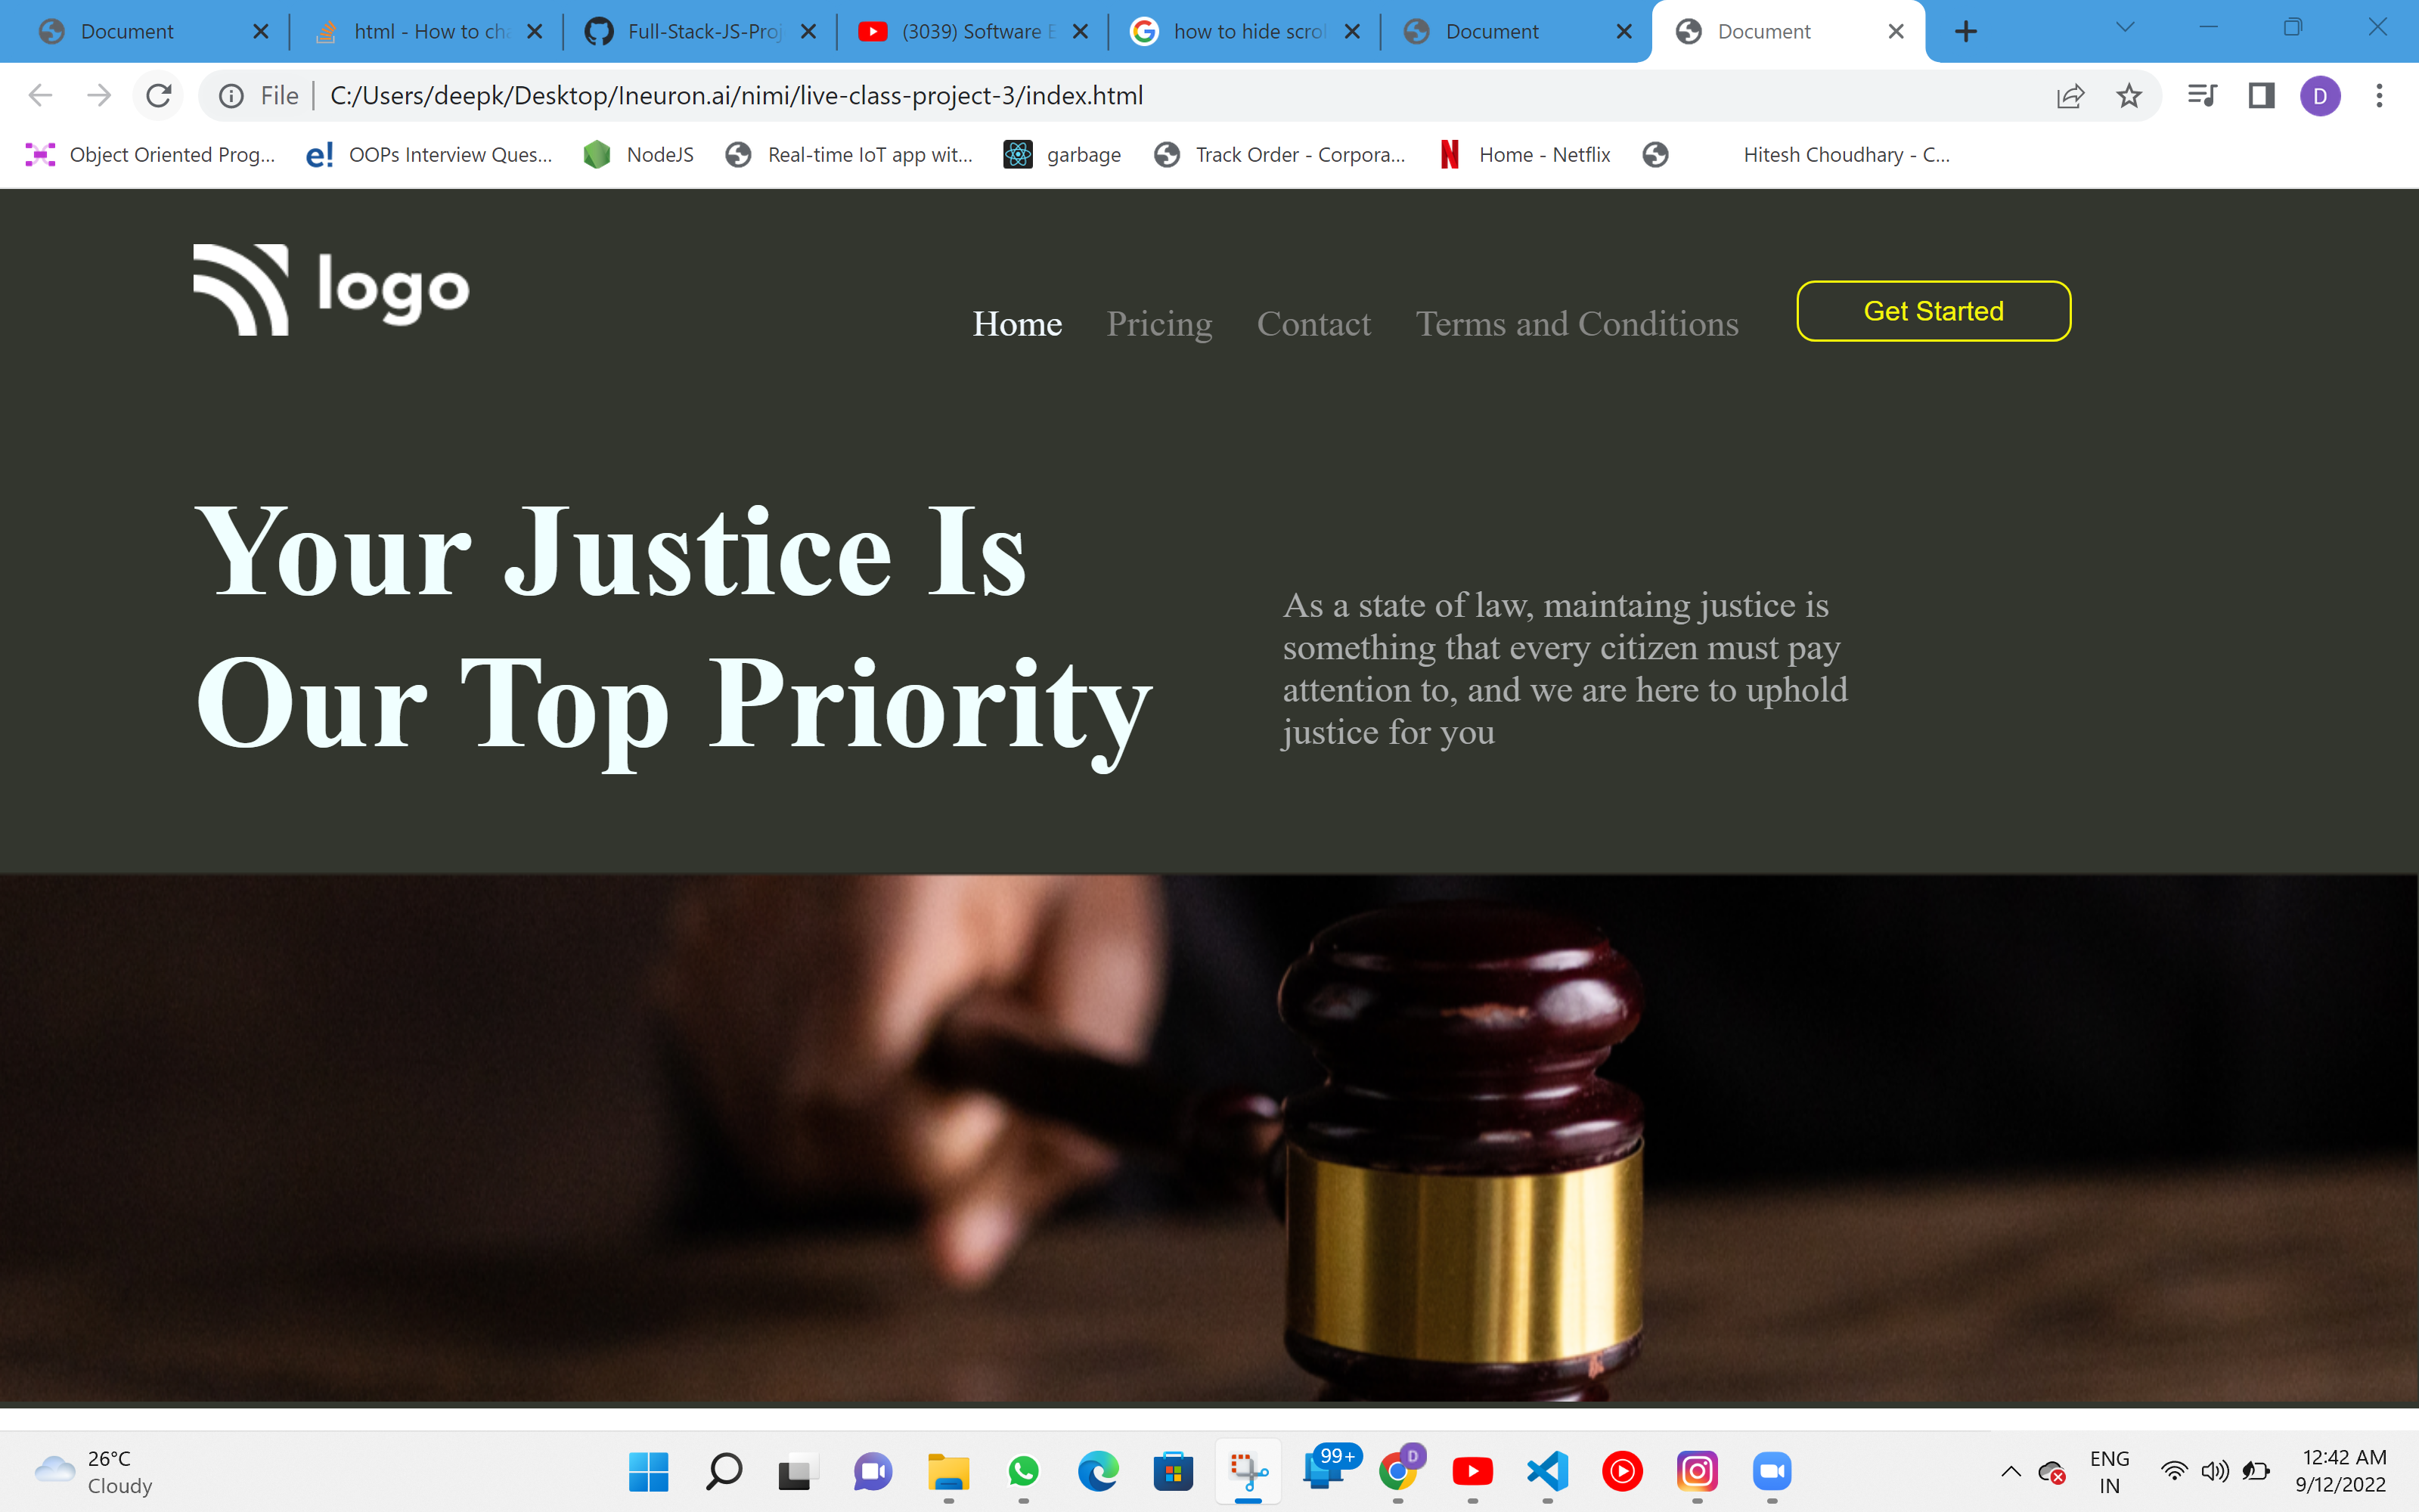 Document
html - How to cha
Full-Stack-JS-Proj
(3039) Software E
how to hide scrol
Document
Document
File
C:/Users/deepk/Desktop/Ineuron.ai/nimi/live-class-project-3/index.html
D
Object Oriented Prog...
e!
OOPs Interview Ques...
NodeJS
Real-time IoT app wit...
garbage
Track Order - Corpora...
N
Home - Netflix
Hitesh Choudhary - C...
logo
Home
Pricing
Contact
Terms and Conditions
Get Started
Your Justice Is
Our Top Priority
As a state of law, maintaing justice is
something that every citizen must pay
attention to, and we are here to uphold
justice for you
26°C
Cloudy
99+
D
ENG
IN
12:42 AM
9/12/2022